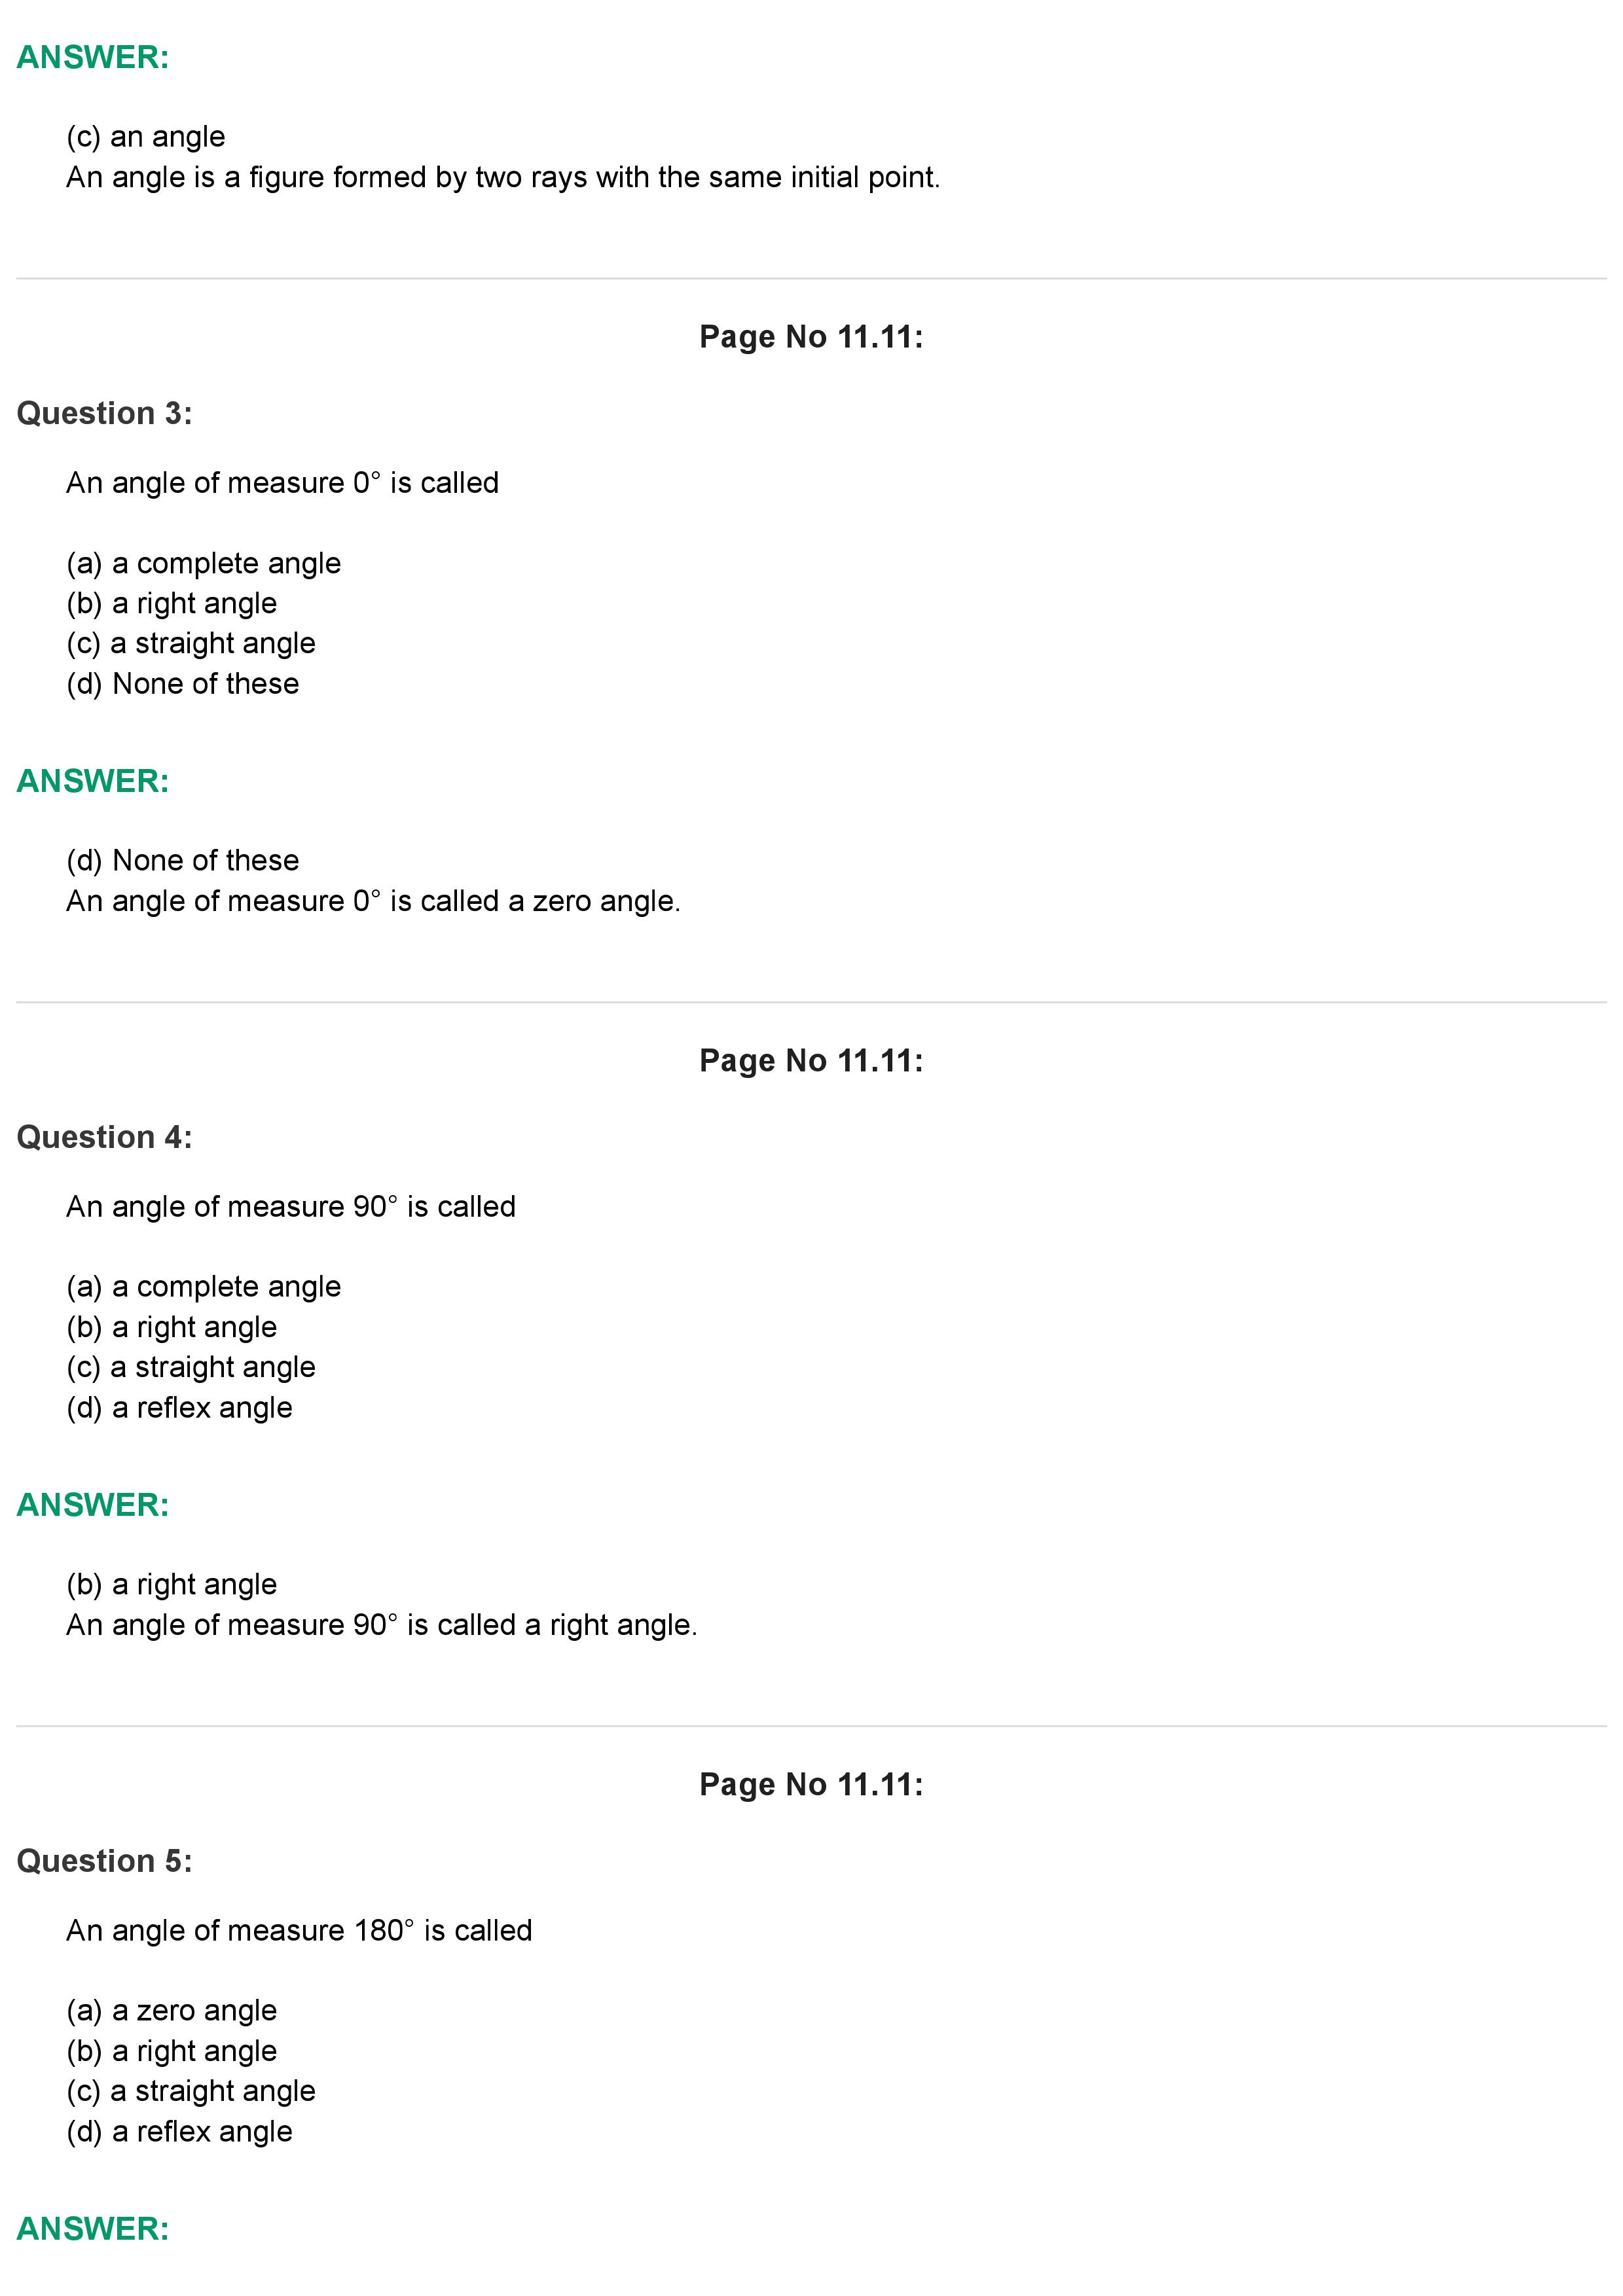 ANSWER:
(c) an angle
An angle is a figure formed by two rays with the same initial point.
Page No 11.11:
Question 3:
An angle of measure 0° is called
(a) a complete angle
(b) a right angle
(c) a straight angle
(d) None of these
ANSWER:
(d) None of these
An angle of measure 0° is called a zero angle.
Page No 11.11:
Question 4:
An angle of measure 90° is called
(a) a complete angle
(b) a right angle
(c) a straight angle
(d) a reflex angle
ANSWER:
(b) a right angle
An angle of measure 90° is called a right angle.
Page No 11.11:
Question 5:
An angle of measure 180° is called
(a) a zero angle
(b) a right angle
(c) a straight angle
(d) a reflex angle
ANSWER: